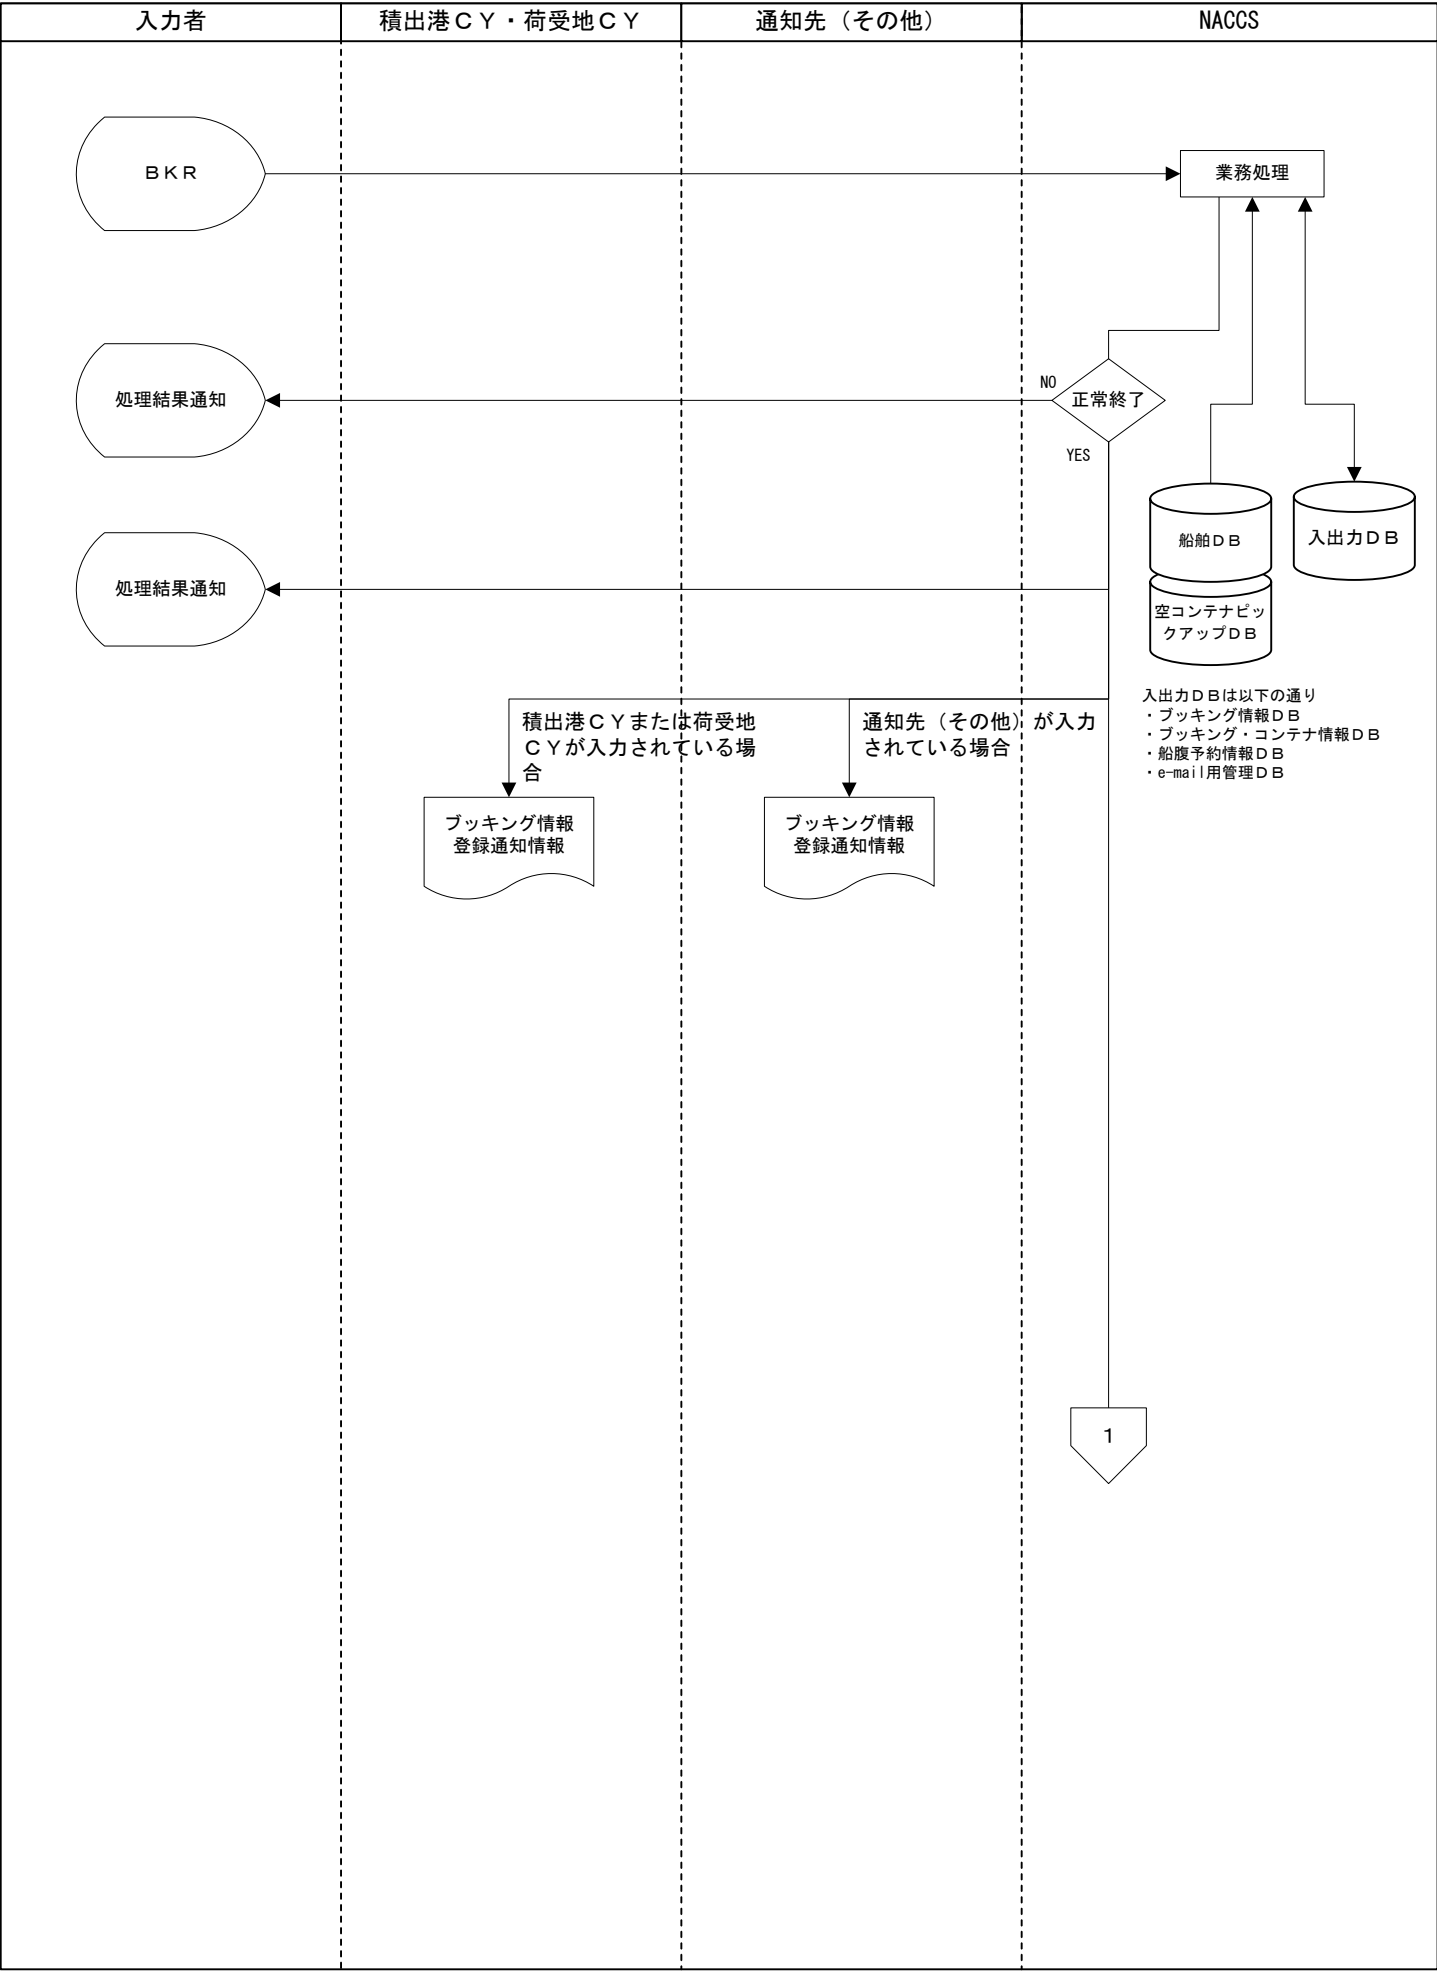 入力者
積出港ＣＹ・荷受地ＣＹ
通知先（その他）
NACCS
ＢＫＲ
業務処理
処理結果通知
NO
正常終了
YES
船舶ＤＢ
入出力ＤＢ
処理結果通知
空コンテナピッ
クアップＤＢ
入出力ＤＢは以下の通り
・ブッキング情報ＤＢ
・ブッキング・コンテナ情報ＤＢ
・船腹予約情報ＤＢ
・e-mail用管理ＤＢ
積出港ＣＹまたは荷受地
ＣＹが入力されている場
合
通知先（その他）が入力
されている場合
ブッキング情報
登録通知情報
ブッキング情報
登録通知情報
1